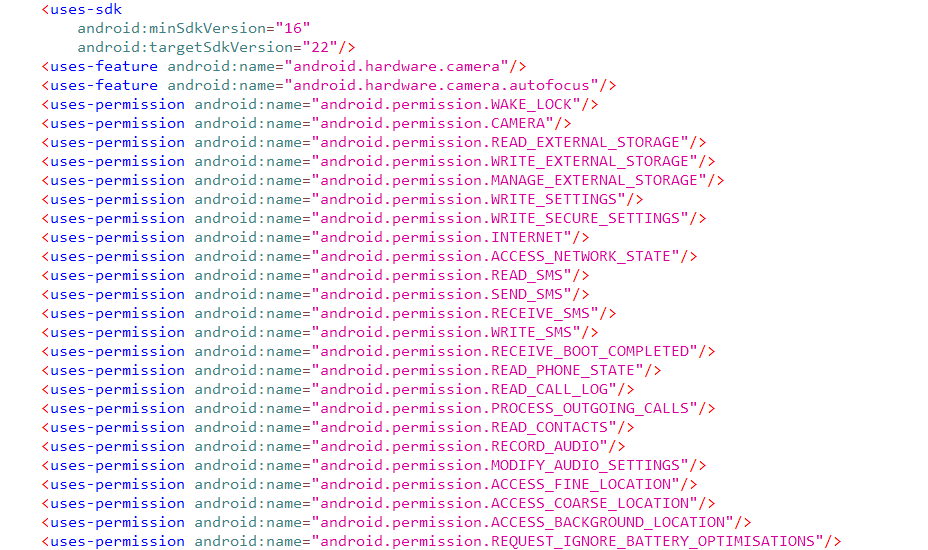 <uses-sdk
android:minSdkVersion="16"
android:targetSdkVersion="22"/>
<uses-feature android:name="android.hardware.camera"/>
<uses-feature android:name="android.hardware.camera.autofocus"/>
<uses-permission android:name="android.permission.WAKE_LOCK"/>
<uses-permission android:name="android.permission.CAMERA"/>
<uses-permission android:name="android.permission.READ_EXTERNAL_STORAGE"/>
<uses-permission android:name="android.permission.WRITE_EXTERNAL_STORAGE"/>
<uses-permission android:name="android.permission.MANAGE_EXTERNAL_STORAGE"/>
<uses-permission android:name="android.permission.WRITE_SETTINGS"/>
<uses-permission android:name="android.permission.WRITE_SECURE_SETTINGS"/>
<uses-permission android:name="android.permission.INTERNET"/>
<uses-permission android:name="android.permission.ACCESS_NETWORK_STATE"/>
<uses-permission android:name="android.permission.READ_SMS"/>
<uses-permission android:name="android.permission.SEND_SMS"/>
<uses-permission android:name="android.permission.RECEIVE_SMS"/>
<uses-permission android:name="android.permission.WRITE_SMS"/>
<uses-permission android:name="android.permission.RECEIVE_BOOT_COMPLETED"/>
<uses-permission android:name="android.permission.READ_PHONE_STATE"/>
<uses-permission android:name="android.permission.READ_CALL_LOG"/>
<uses-permission android:name="android.permission.PROCESS_OUTGOING_CALLS"/>
<uses-permission android:name="android.permission.READ_CONTACTS"/>
<uses-permission android:name="android.permission.RECORD_AUDIO"/>
<uses-permission android:name="android.permission.MODIFY_AUDIO_SETTINGS"/>
<uses-permission android:name="android.permission.ACCESS_FINE_LOCATION"/>
<uses-permission android:name="android.permission.ACCESS_COARSE_LOCATION"/>
<uses-permission android:name="android.permission.ACCESS_BACKGROUND_LOCATION"/>
<uses-permission android:name="android.permission.REQUEST_IGNORE_BATTERY_OPTIMISATIONS"/>